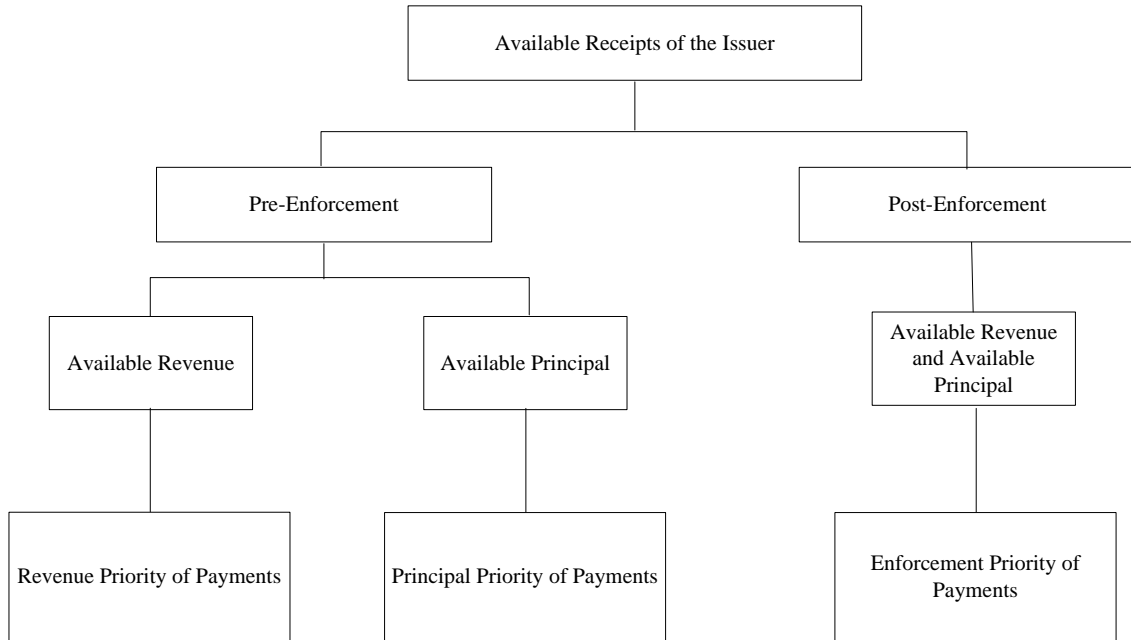 Available Receipts of the Issuer
Pre-Enforcement
Post-Enforcement
Available Revenue
Available Principal
Available Revenue
and Available
Principal
Revenue Priority of Payments
Principal Priority of Payments
Enforcement Priority of
Payments